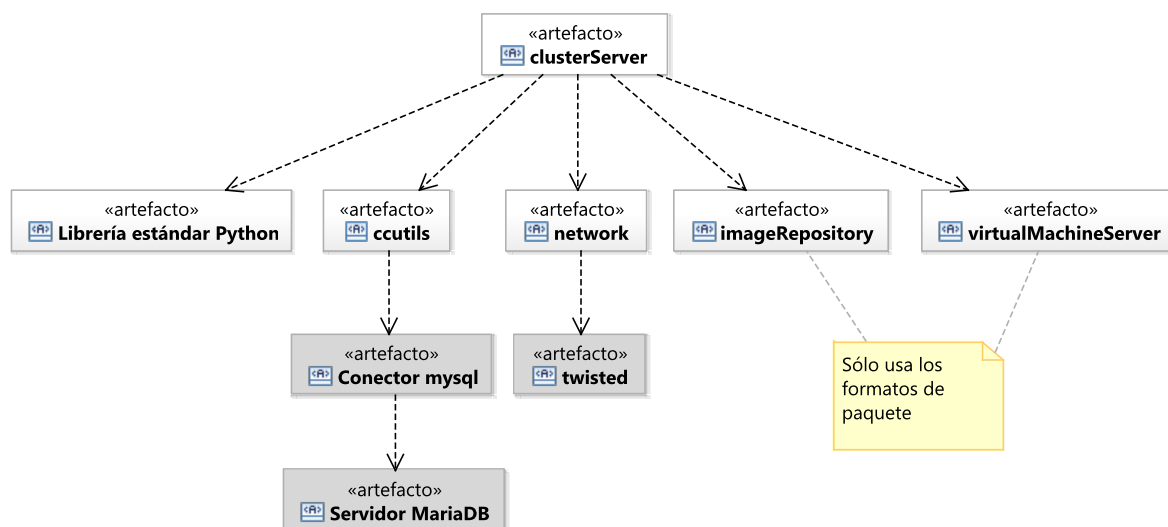 «artefacto»
clusterServer
«artefacto»
Librería estándar Python
«artefacto»
ccutils
«artefacto»
network
«artefacto»
imageRepository
«artefacto»
virtualMachineServer
«artefacto»
Conector mysql
«artefacto»
twisted
Sólo usa los
formatos de
paquete
«artefacto»
Servidor MariaDB